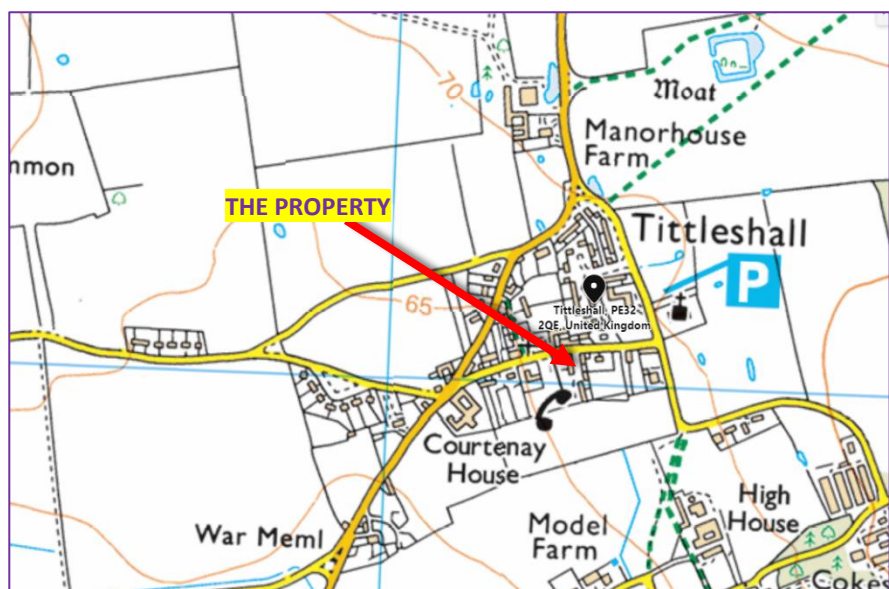 70
Moat
Manorhouse
Farm
mmon
THE PROPERTY
Tittleshall
65
P
Tittleshall, PE32
2QE, United Kingdom
Courtenay
House
High
House
War Meml
Model
Farm
Cokes